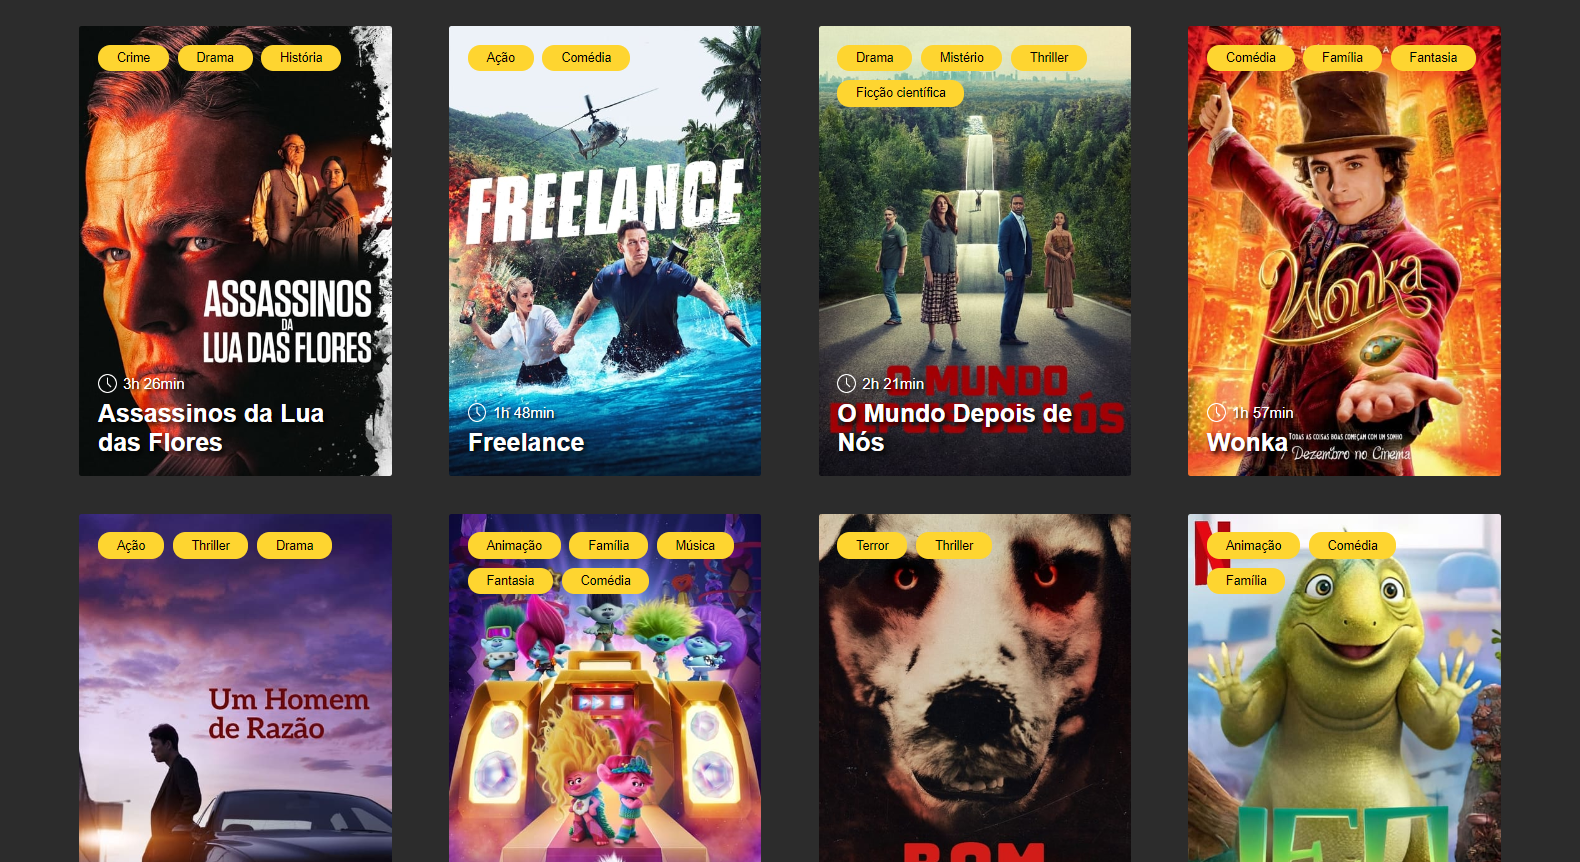 Crime Drama História
ASSASSINOS
DA
LUA DAS FLORES
3h 26min
Assassinos da Lua
das Flores
Ação Comédia
FREELANCE
1h 48min
Freelance
Drama Mistério Thriller
Ficção científica
O MUNDO
DEPOIS DE NÓS
2h 21min
O Mundo Depois de
Nós
Comédia Família Fantasia
Wonka
1h 57min
Wonka
TODAS AS COISAS BOAS COMEÇAM COM UM SONHO
7 Dezembro no Cinema
Ação Thriller Drama
Um Homem
de Razão
Animação Família Música
Fantasia Comédia
Terror Thriller
N
Animação Comédia
Família